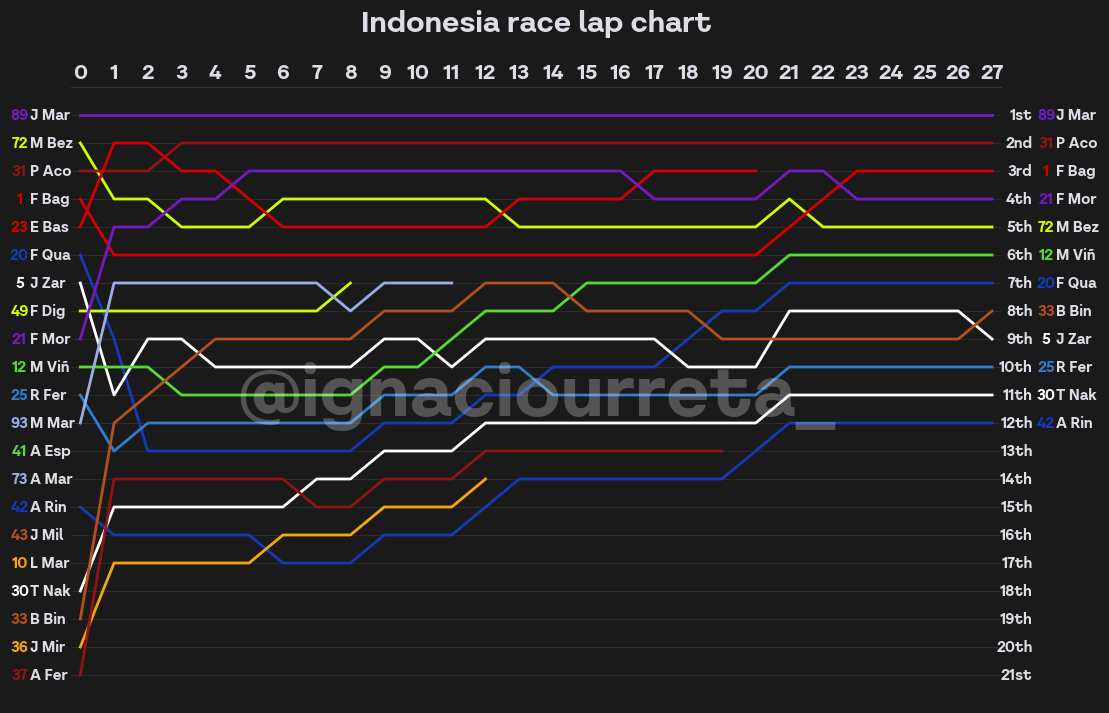 Indonesia race lap chart
0 1 2 3 4 5 6 7 8 9 10 11 12 13 14 15 16 17 18 19 20 21 22 23 24 25 26 27
89 J Mar 1st 89 J Mar
72 M Bez 2nd 31 P Aco
31 P Aco 3rd 1 F Bag
1 F Bag 4th 21 F Mor
23 E Bas 5th 72 M Bez
20 F Qua 6th 12 M Viñ
5 J Zar 7th 20 F Qua
49 F Dig 8th 33 B Bin
21 F Mor 9th 5 J Zar
12 M Viñ 10th 25 R Fer
25 R Fer 11th 30 T Nak
@ignaciourreta_
93 M Mar 12th 42 A Rin
41 A Esp 13th
73 A Mar 14th
42 A Rin 15th
43 J Mil 16th
10 L Mar 17th
30 T Nak 18th
33 B Bin 19th
36 J Mir 20th
37 A Fer 21st